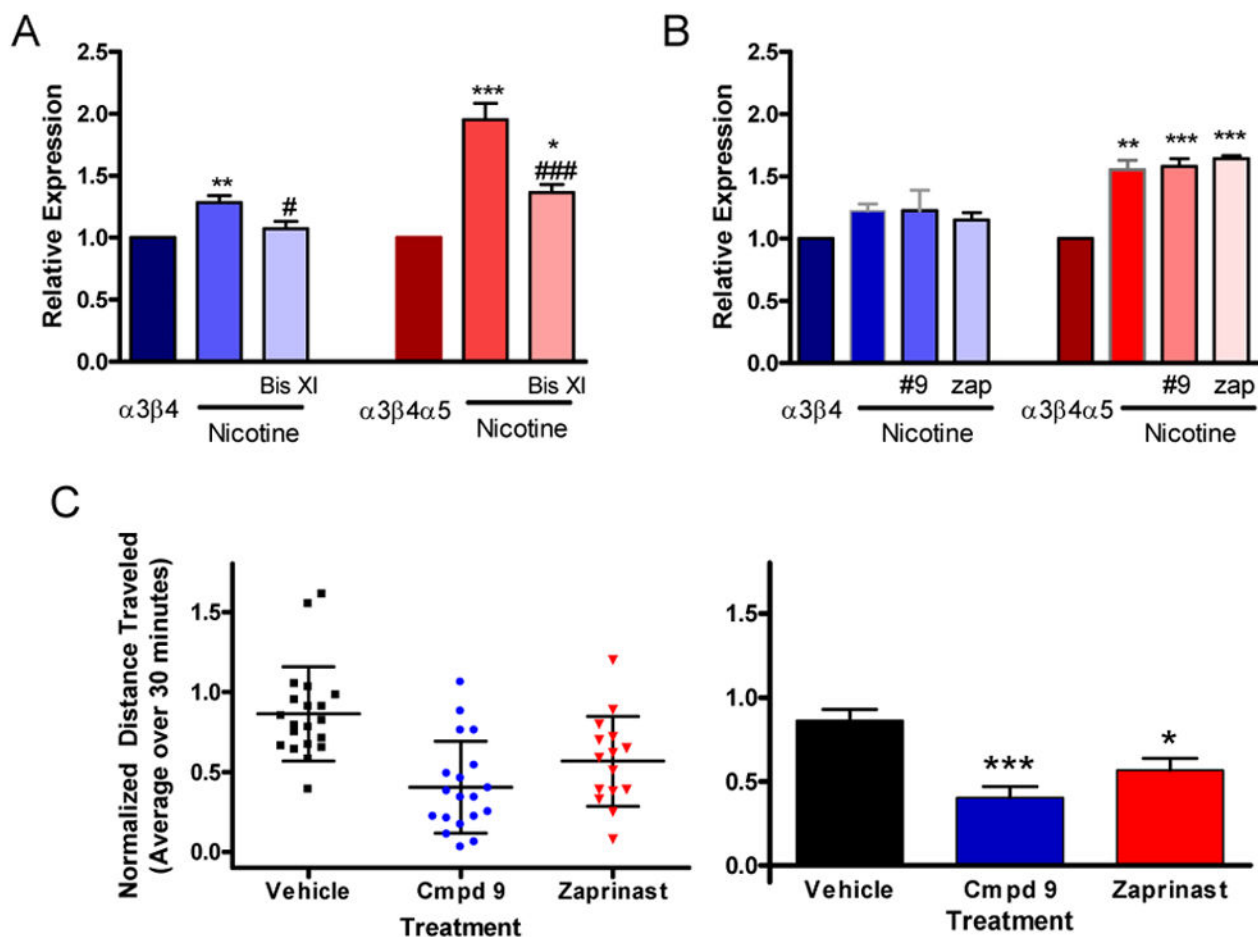 A
Relative Expression
2.5
2.0
1.5
1.0
0.5
0.0
**
#
***
*
###
Bis XI
Bis XI
α3β4
Nicotine
α3β4α5
Nicotine
B
Relative Expression
2.5
2.0
1.5
1.0
0.5
0.0
**
***
***
#9
zap
#9
zap
α3β4
Nicotine
α3β4α5
Nicotine
C
Normalized Distance Traveled
(Average over 30 minutes)
1.5
1.0
0.5
0.0
Vehicle
Cmpd 9
Zaprinast
Treatment
1.5
1.0
0.5
0.0
***
*
Vehicle
Cmpd 9
Zaprinast
Treatment